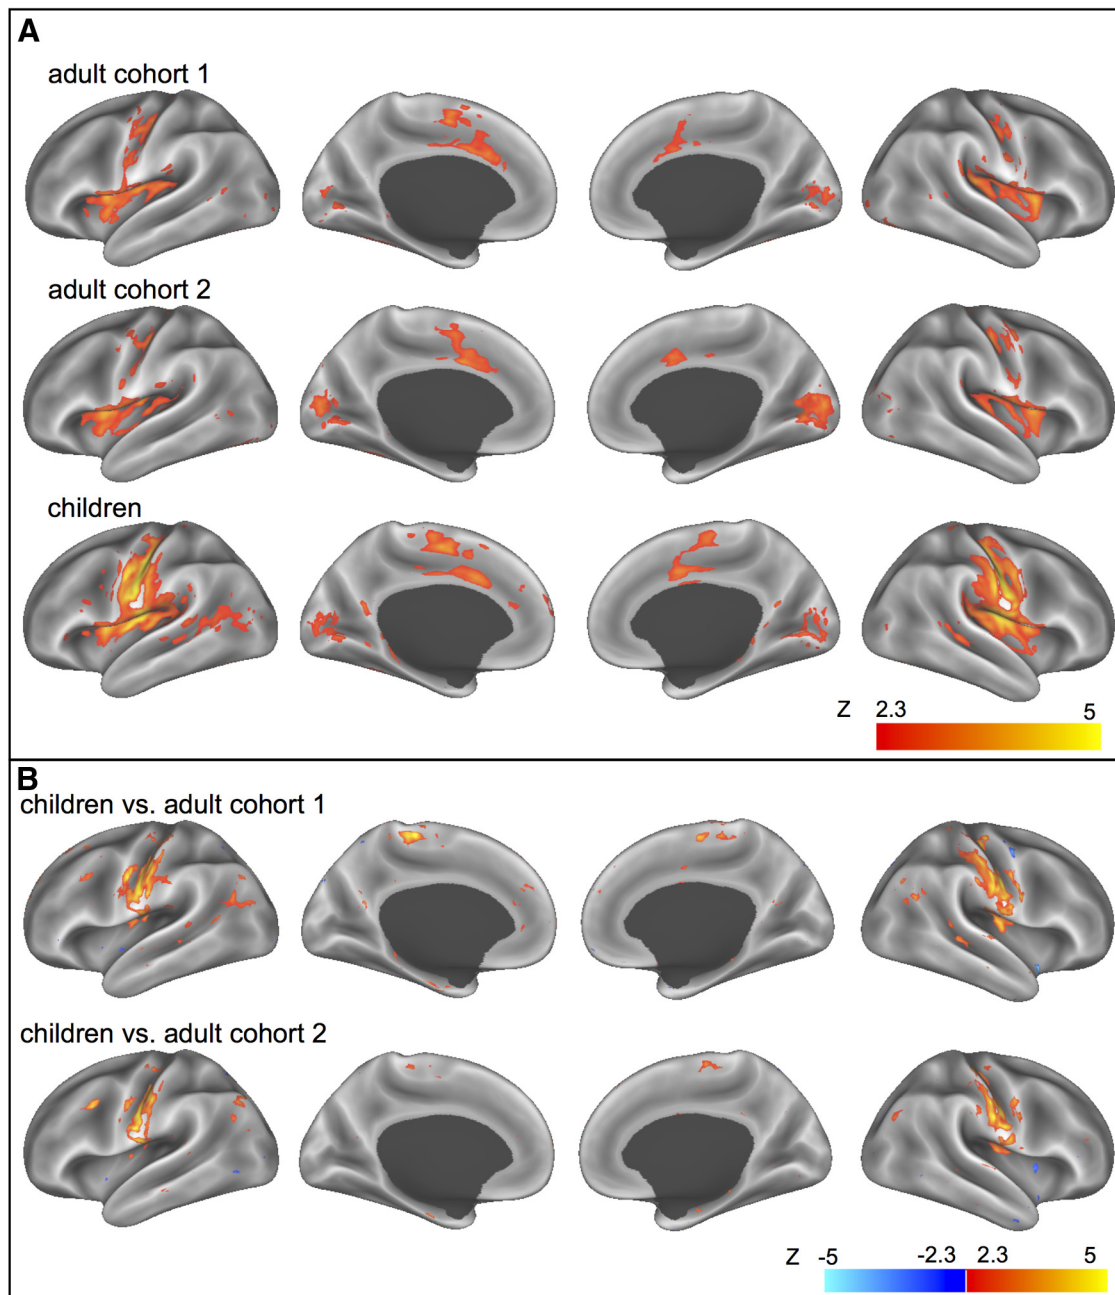 A
adult cohort 1
adult cohort 2
children
Z 2.3 5
B
children vs. adult cohort 1
children vs. adult cohort 2
Z -5 -2.3 2.3 5